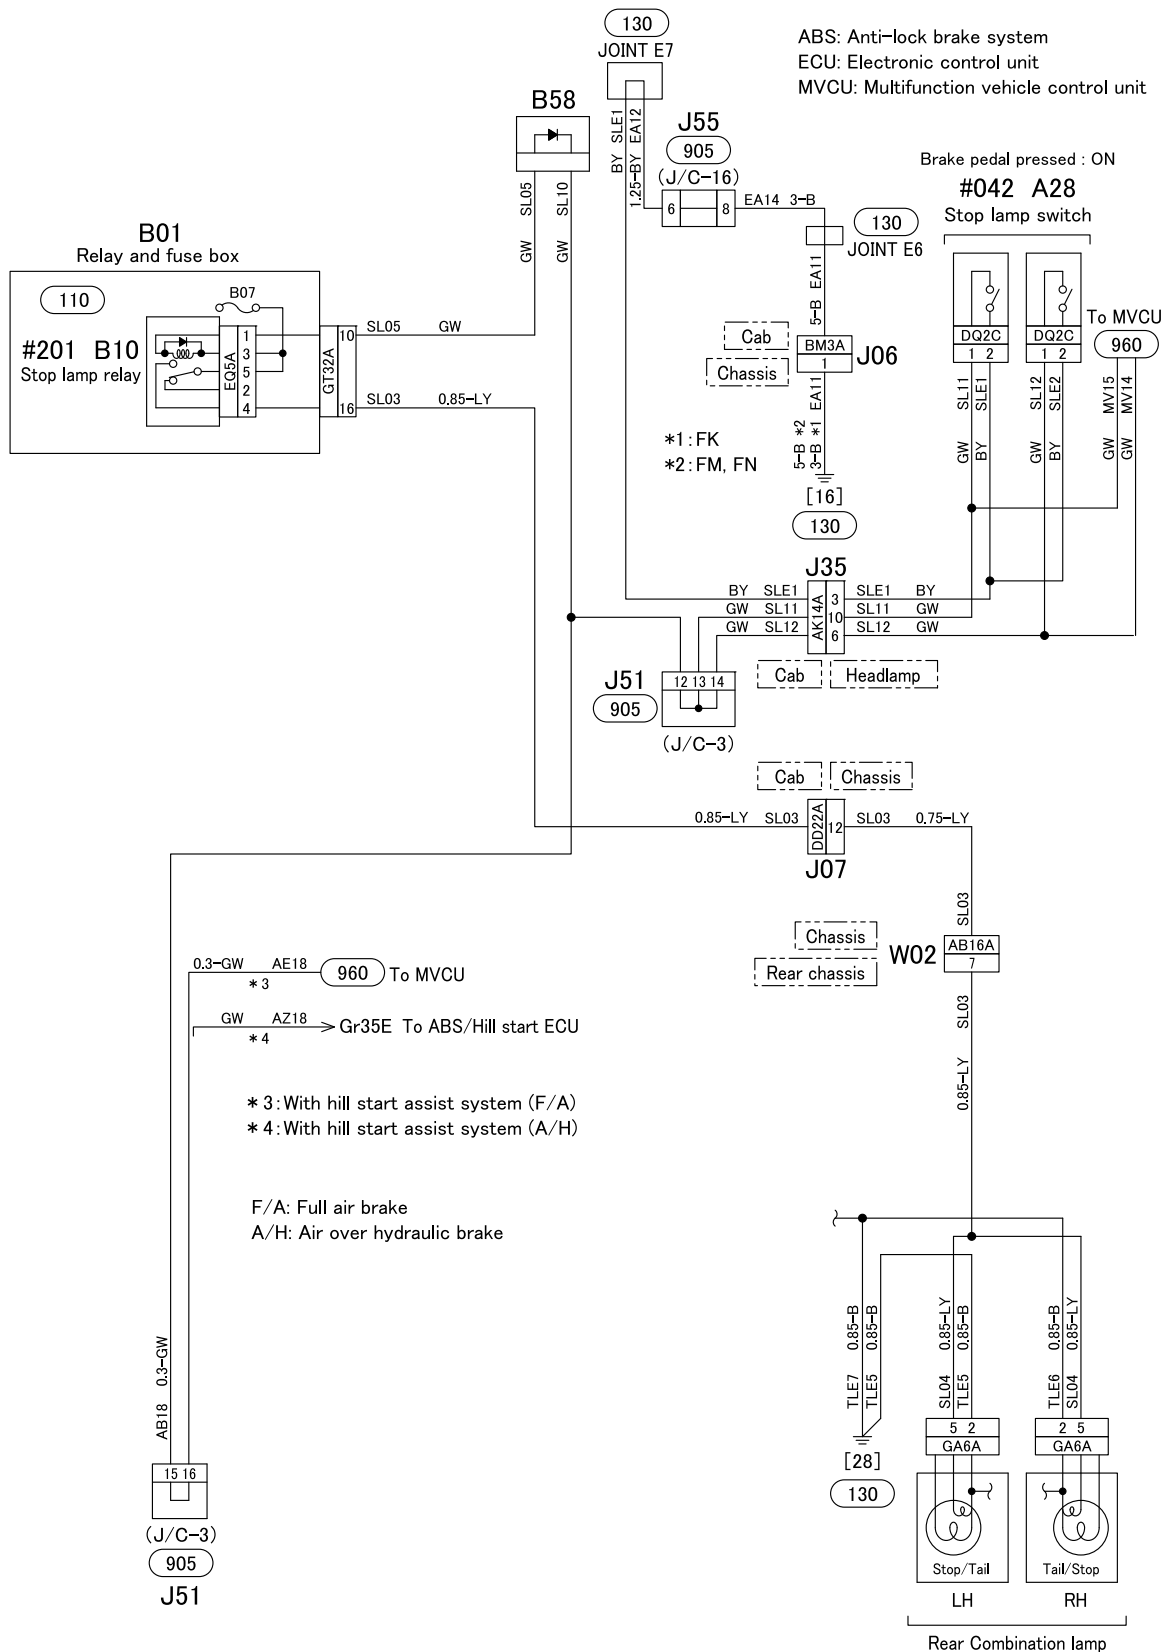 130
JOINT E7
ABS: Anti-lock brake system
ECU: Electronic control unit
MVCU: Multifunction vehicle control unit
B58
J55
905
(J/C-16)
6 8
EA14 3-B
BY SLE1
1.25-BY EA12
130
JOINT E6
Brake pedal pressed : ON
#042 A28
Stop lamp switch
DQ2C
1 2
DQ2C
1 2
To MVCU
960
GW SL05
GW SL10
B01
Relay and fuse box
110
B07
#201 B10
Stop lamp relay
EQ5A
1
3
5
2
4
GT32A
10
16
SL05 GW
SL03 0.85-LY
5-B EA11
Cab
Chassis
BM3A
1
J06
EA11
5-B *2
3-B *1
*1:FK
*2:FM, FN
[16]
130
GW SL11
BY SLE1
GW SL12
BY SLE2
GW MV15
GW MV14
J35
BY SLE1 AK14A 3 SLE1 BY
GW SL11 10 SL11 GW
GW SL12 6 SL12 GW
Cab Headlamp
J51
905
12 13 14
(J/C-3)
Cab Chassis
0.85-LY SL03 DD22A 12 SL03 0.75-LY
J07
SL03
Chassis
Rear chassis
W02
AB16A
7
0.85-LY SL03
0.3-GW AE18
*3
960 To MVCU
GW AZ18
*4
Gr35E To ABS/Hill start ECU
*3:With hill start assist system (F/A)
*4:With hill start assist system (A/H)
F/A: Full air brake
A/H: Air over hydraulic brake
AB18 0.3-GW
15 16
(J/C-3)
905
J51
TLE7 0.85-B
TLE5 0.85-B
SL04 0.85-LY
TLE5 0.85-B
TLE6 0.85-B
SL04 0.85-LY
[28]
130
5 2
GA6A
2 5
GA6A
Stop/Tail
Tail/Stop
LH
RH
Rear Combination lamp